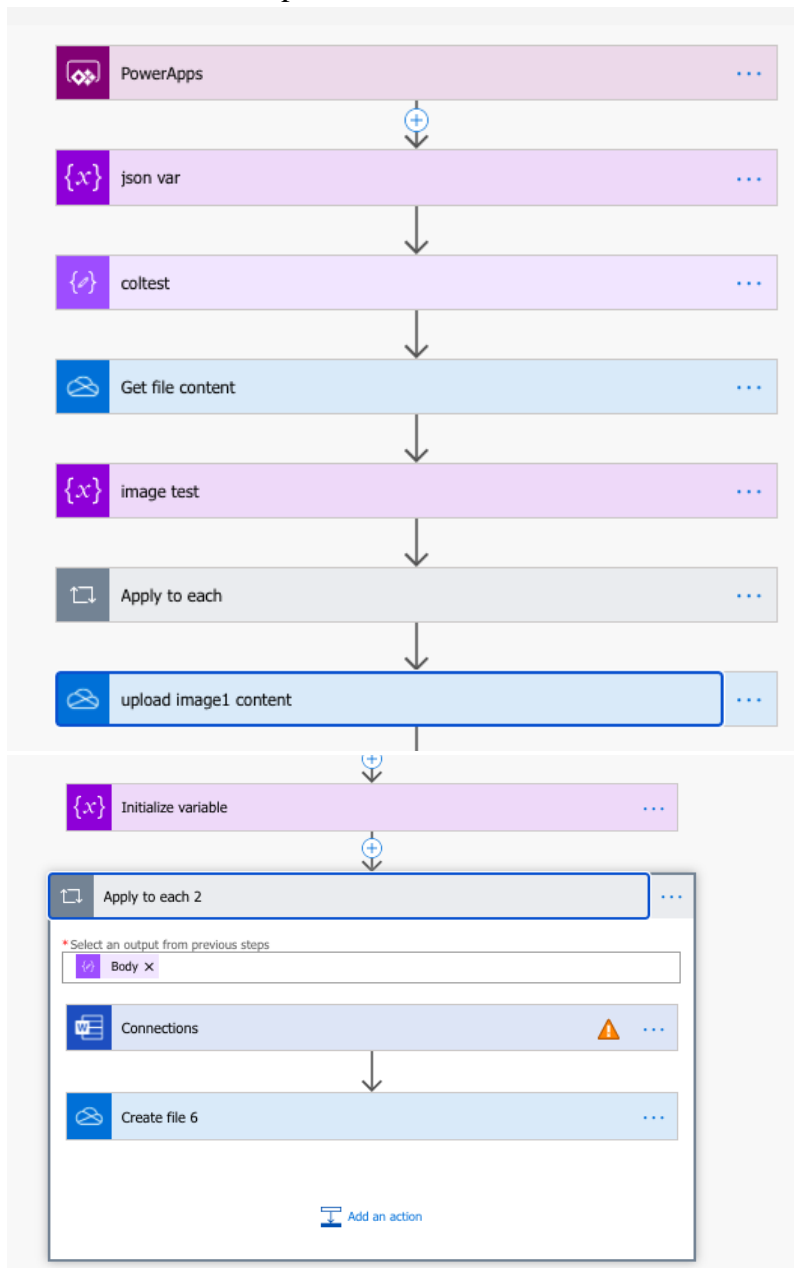 PowerApps
json var
coltest
Get file content
image test
Apply to each
upload image1 content
Initialize variable
Apply to each 2
* Select an output from previous steps
Body
Connections
Create file 6
Add an action